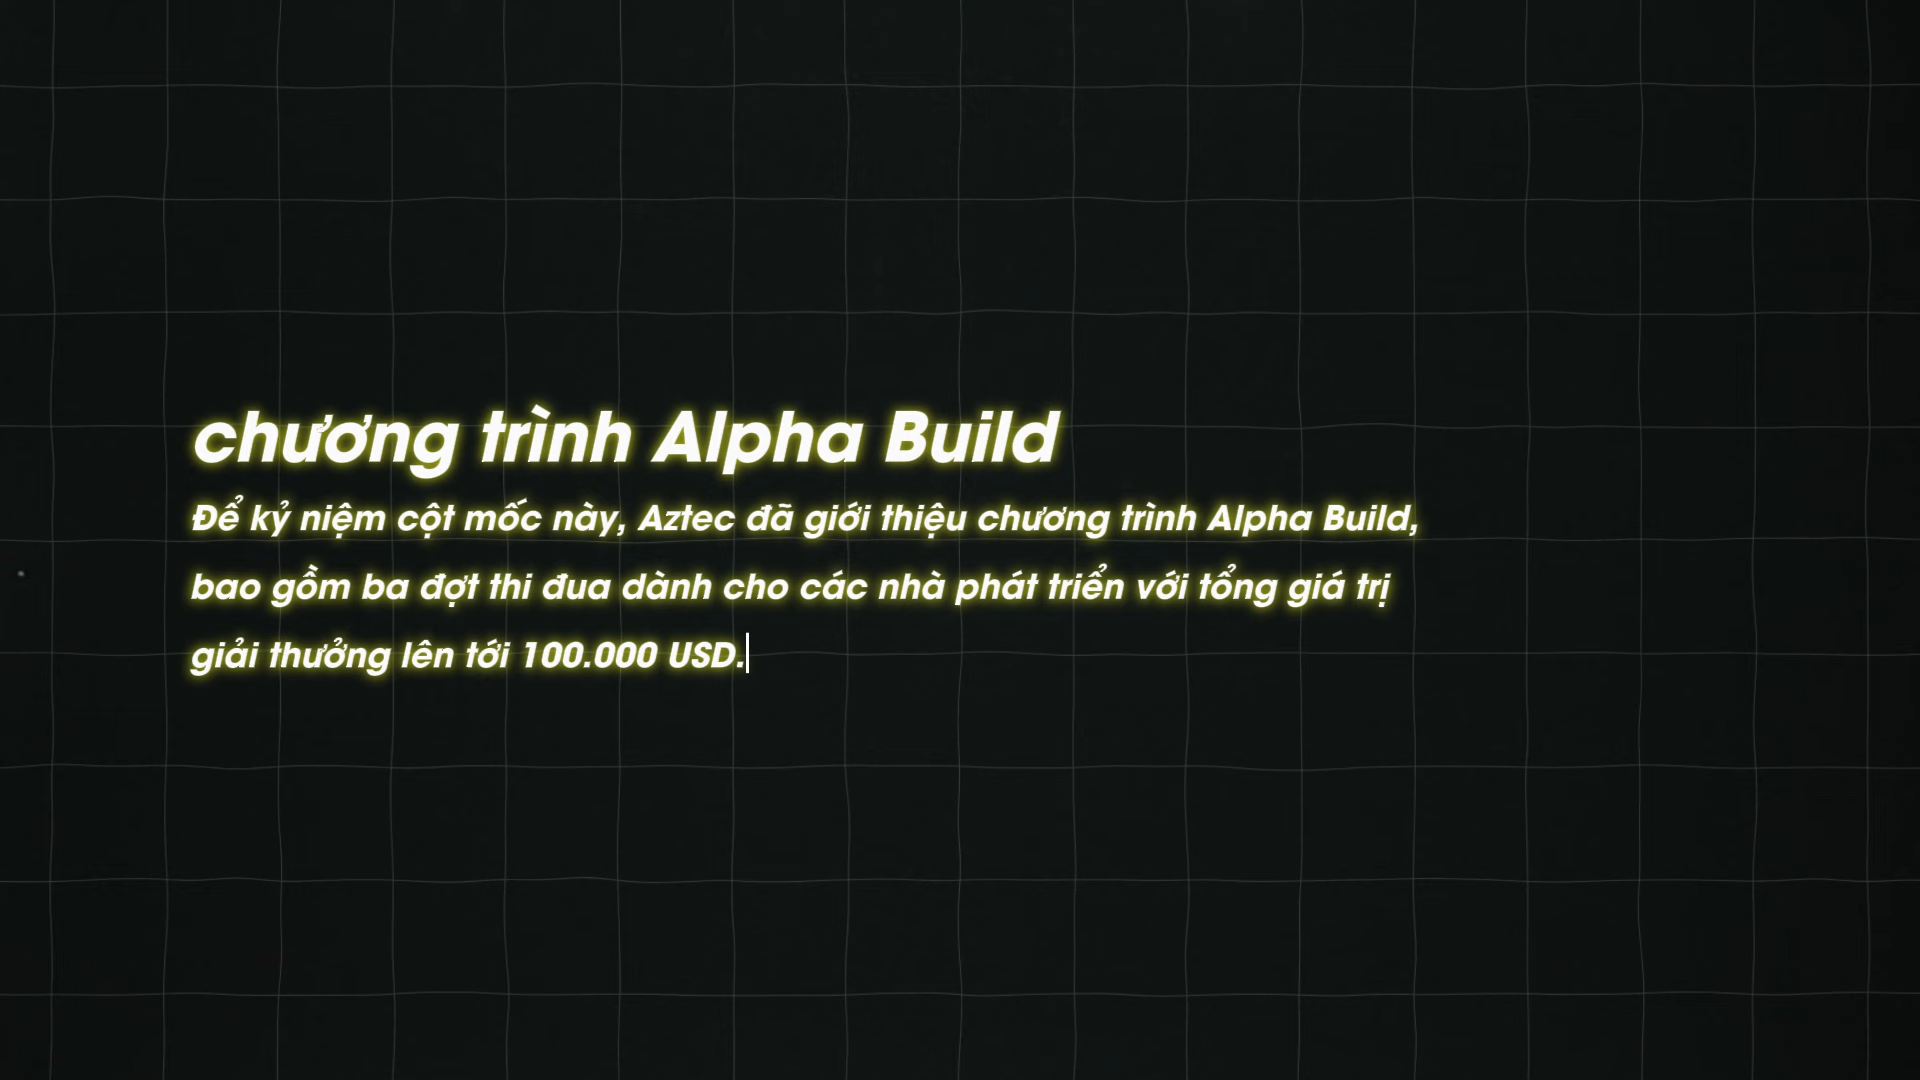 chương trình Alpha Build
Để kỷ niệm cột mốc này, Aztec đã giới thiệu chương trình Alpha Build,
bao gồm ba đợt thi đua dành cho các nhà phát triển với tổng giá trị
giải thưởng lên tới 100.000 USD.